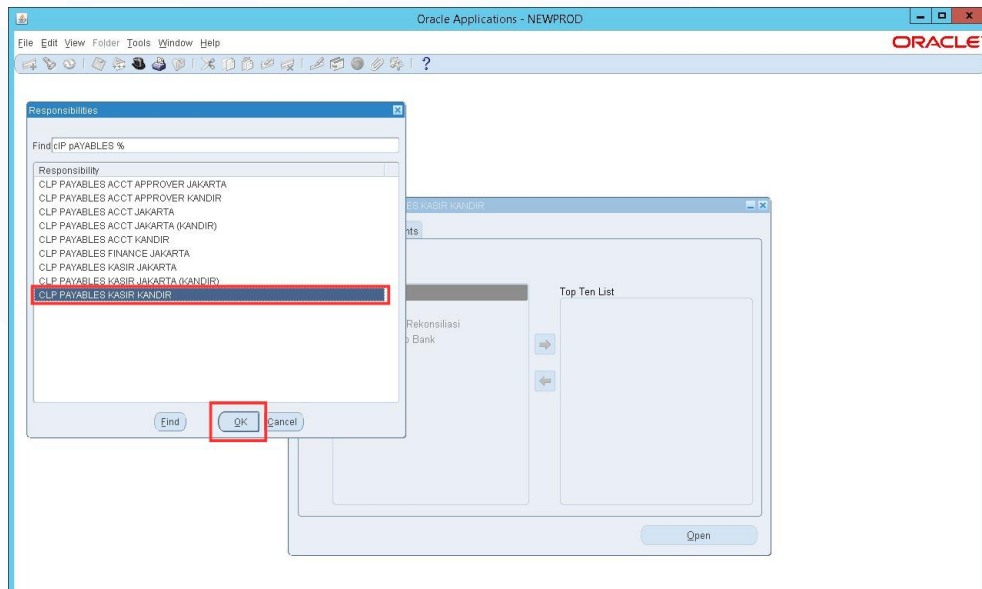 Oracle Applications - NEWPROD
File Edit View Folder Tools Window Help
ORACLE
Responsibilities
Find clP pAYABLES %
Responsibility
CLP PAYABLES ACCT APPROVER JAKARTA
CLP PAYABLES ACCT APPROVER KANDIR
CLP PAYABLES ACCT JAKARTA
CLP PAYABLES ACCT JAKARTA (KANDIR)
CLP PAYABLES ACCT KANDIR
CLP PAYABLES FINANCE JAKARTA
CLP PAYABLES KASIR JAKARTA
CLP PAYABLES KASIR JAKARTA (KANDIR)
CLP PAYABLES KASIR KANDIR
Find OK Cancel
ES KASIR KANDIR
nts
Top Ten List
Rekonsiliasi
Bank
Open